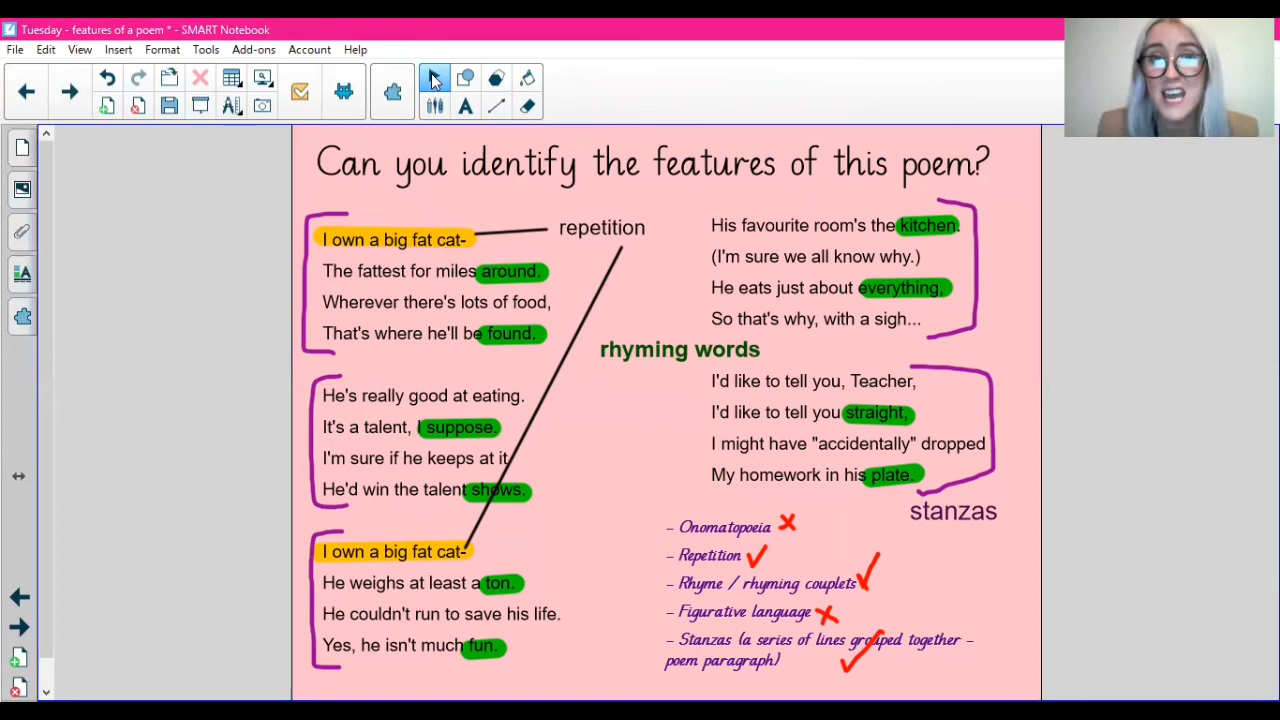 Tuesday - features of a poem * - SMART Notebook
File Edit View Insert Format Tools Add-ons Account Help
Can you identify the features of this poem?
I own a big fat cat-
The fattest for miles around.
Wherever there's lots of food,
That's where he'll be found.
He's really good at eating.
It's a talent, I suppose.
I'm sure if he keeps at it
He'd win the talent shows.
I own a big fat cat-
He weighs at least a ton.
He couldn't run to save his life.
Yes, he isn't much fun.
repetition
rhyming words
His favourite room's the kitchen.
(I'm sure we all know why.)
He eats just about everything,
So that's why, with a sigh...
I'd like to tell you, Teacher,
I'd like to tell you straight,
I might have "accidentally" dropped
My homework in his plate.
stanzas
- Onomatopoeia
- Repetition
- Rhyme / rhyming couplets
- Figurative language
- Stanzas (a series of lines grouped together -
poem paragraph)